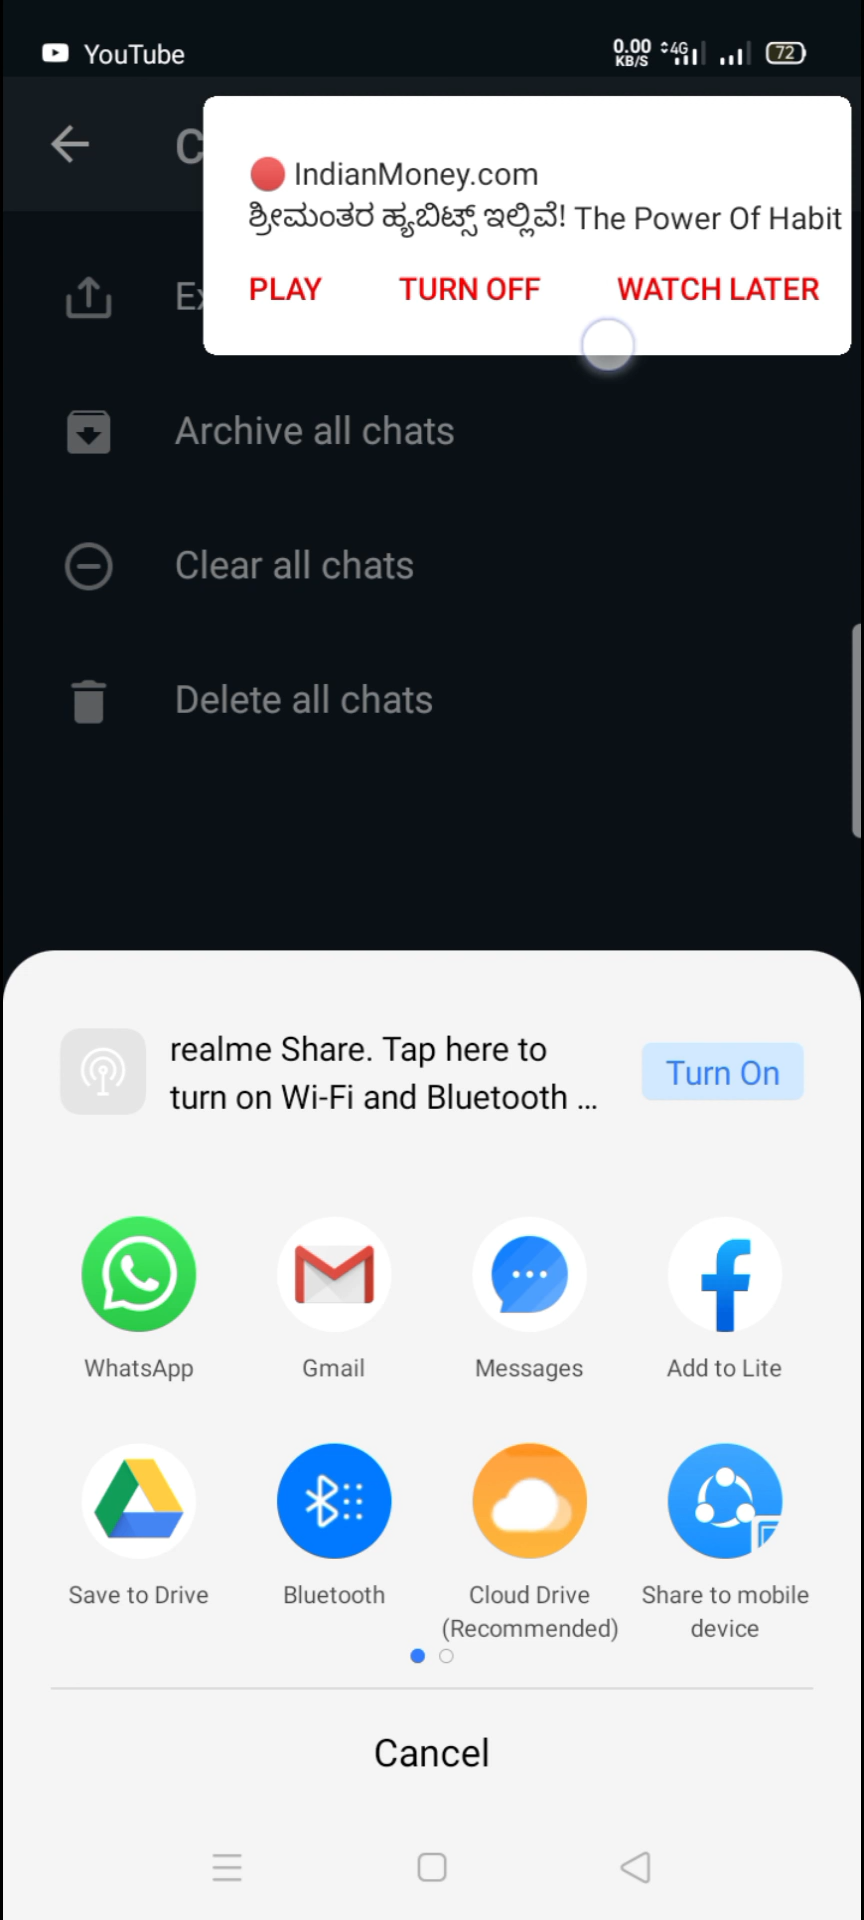 YouTube
0.00
KB/S
4G
72
C
IndianMoney.com
ಶ್ರೀಮಂತರ ಹ್ಯಬಿಟ್ಸ್ ಇಲ್ಲಿವೆ! The Power Of Habit
PLAY TURN OFF WATCH LATER
Ex
Archive all chats
Clear all chats
Delete all chats
realme Share. Tap here to
turn on Wi-Fi and Bluetooth ...
Turn On
WhatsApp Gmail Messages Add to Lite
Save to Drive Bluetooth Cloud Drive Share to mobile
(Recommended) device
Cancel